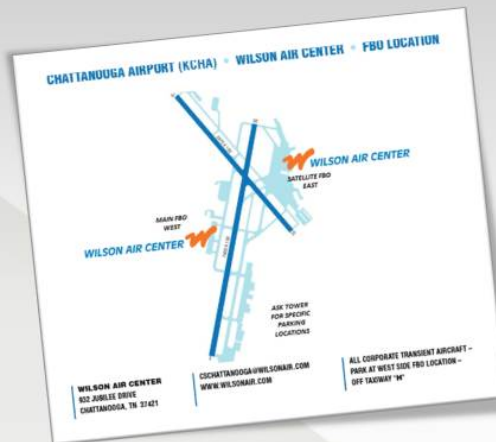 CHATTANOOGA AIRPORT (KCHA) • WILSON AIR CENTER • FBO LOCATION
WILSON AIR CENTER
SATELLITE FBO
EAST
MAIN FBO
WEST
WILSON AIR CENTER
ASK TOWER
FOR SPECIFIC
PARKING
LOCATIONS
WILSON AIR CENTER
932 JUBILEE DRIVE
CHATTANOOGA, TN 37421
CSCHATTANOOGA@WILSONAIR.COM
WWW.WILSONAIR.COM
ALL CORPORATE TRANSIENT AIRCRAFT –
PARK AT WEST SIDE FBO LOCATION –
OFF TAXIWAY "M"